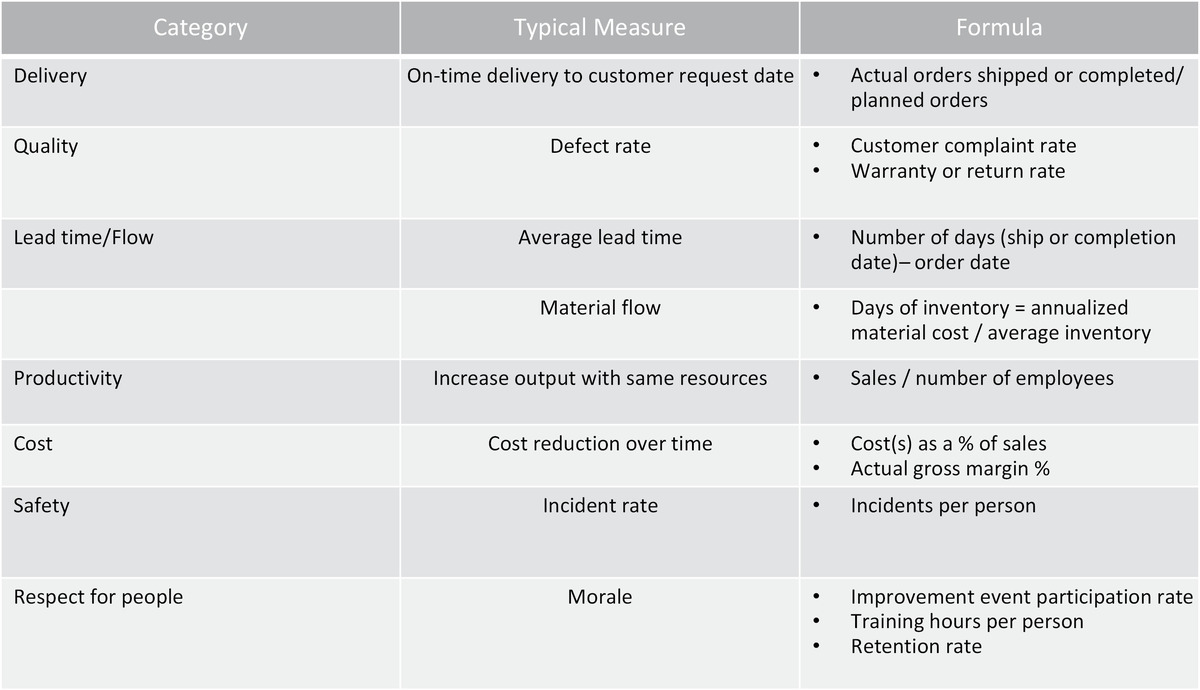 Category Typical Measure Formula
Delivery On-time delivery to customer request date • Actual orders shipped or completed/
planned orders
Quality Defect rate • Customer complaint rate
• Warranty or return rate
Lead time/Flow Average lead time • Number of days (ship or completion
date)– order date
Material flow • Days of inventory = annualized
material cost / average inventory
Productivity Increase output with same resources • Sales / number of employees
Cost Cost reduction over time • Cost(s) as a % of sales
• Actual gross margin %
Safety Incident rate • Incidents per person
Respect for people Morale • Improvement event participation rate
• Training hours per person
• Retention rate